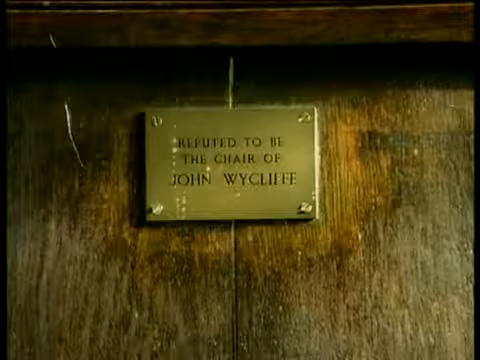 REPUTED TO BE
THE CHAIR OF
JOHN WYCLIFFE